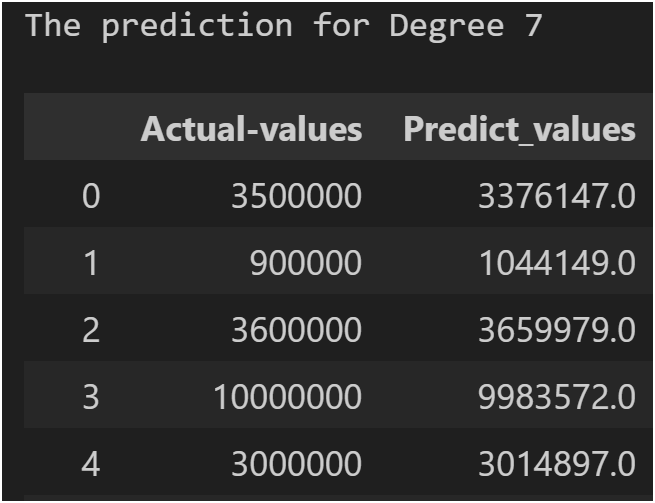 The prediction for Degree 7
Actual-values Predict_values
0 3500000 3376147.0
1 900000 1044149.0
2 3600000 3659979.0
3 10000000 9983572.0
4 3000000 3014897.0